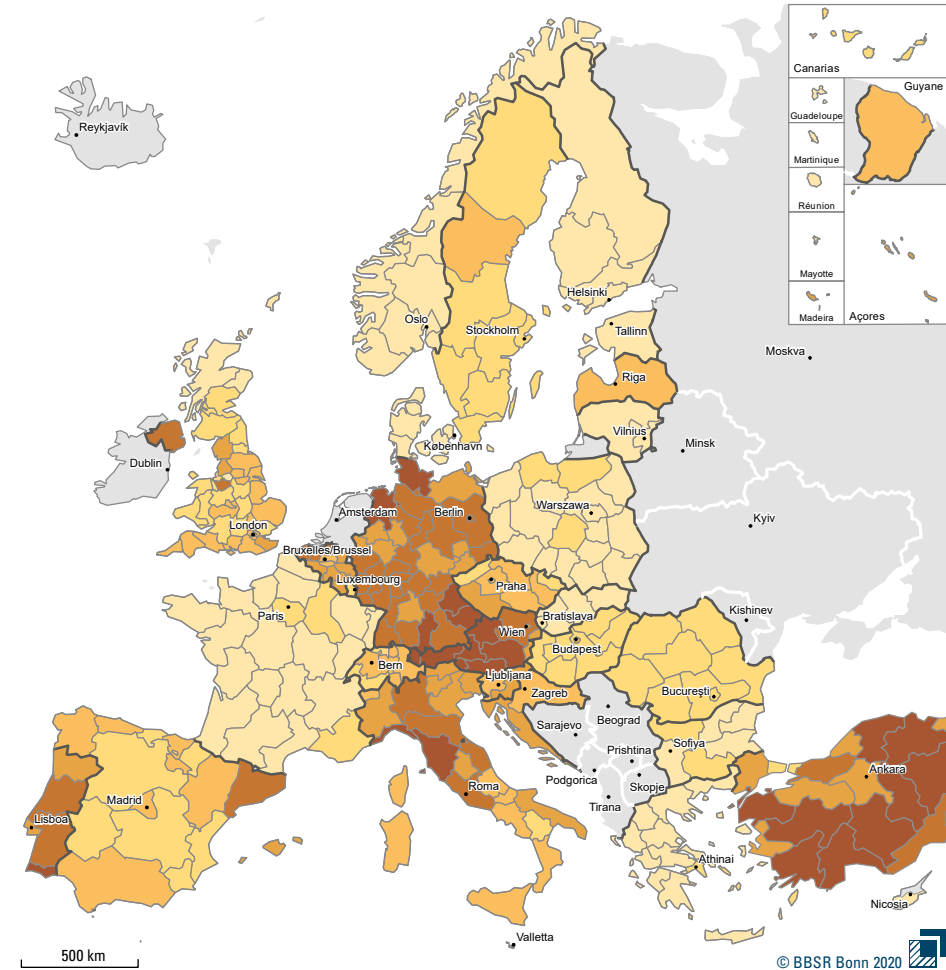 Canarias
Guyane
Guadeloupe
Martinique
Réunion
Mayotte
Madeira
Açores
Reykjavík
Helsinki
Oslo
Stockholm
Tallinn
Moskva
Riga
Vilnius
Minsk
København
Dublin
Amsterdam
Berlin
Warszawa
Kyiv
London
Bruxelles/Brussel
Luxembourg
Praha
Paris
Kishinev
Bratislava
Wien
Budapest
Bern
Ljubljana
Zagreb
Bucureşti
Beograd
Sarajevo
Prishtina
Sofiya
Podgorica
Skopje
Ankara
Roma
Madrid
Tirana
Lisboa
Athinai
Nicosia
Valletta
500 km
© BBSR Bonn 2020